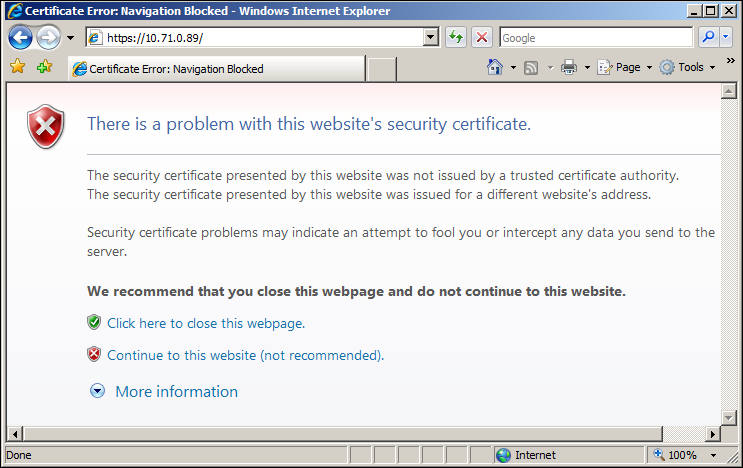 Certificate Error: Navigation Blocked - Windows Internet Explorer
https://10.71.0.89/
Google
Certificate Error: Navigation Blocked
Page
Tools
»
There is a problem with this website's security certificate.
The security certificate presented by this website was not issued by a trusted certificate authority.
The security certificate presented by this website was issued for a different website's address.
Security certificate problems may indicate an attempt to fool you or intercept any data you send to the
server.
We recommend that you close this webpage and do not continue to this website.
Click here to close this webpage.
Continue to this website (not recommended).
More information
Done
Internet
100%